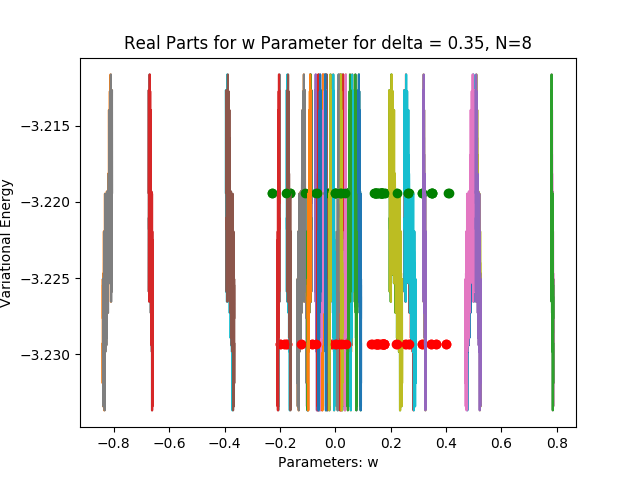 Real Parts for w Parameter for delta = 0.35, N=8
Variational Energy
−3.215
−3.220
−3.225
−3.230
−0.8 −0.6 −0.4 −0.2 0.0 0.2 0.4 0.6 0.8
Parameters: w